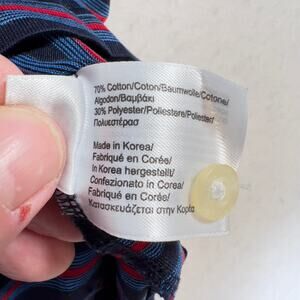 70% Cotton/Coton/Baumwolle/Cotone/
Algodon/Βαμβάκι
30% Polyester/Poliestere/Poliester/
Πολυεστέρασ
Made in Korea/
Fabriqué en Corée/
In Korea hergestellt/
Confezionato in Corea/
Fabriqué en Corée/
Κατασκευάζεται στην Κορέα